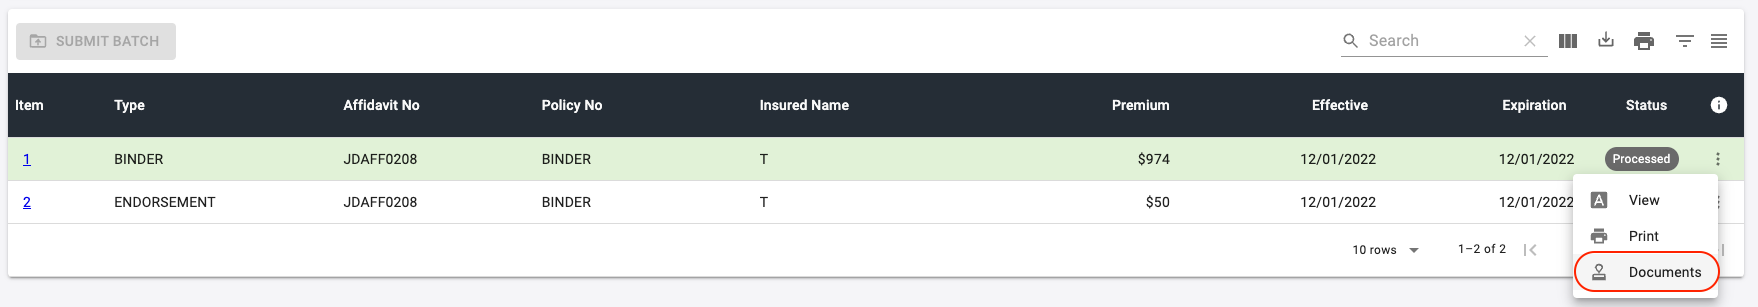 SUBMIT BATCH
Search
Item Type Affidavit No Policy No Insured Name Premium Effective Expiration Status
1 BINDER JDAFF0208 BINDER T $974 12/01/2022 12/01/2022 Processed
2 ENDORSEMENT JDAFF0208 BINDER T $50 12/01/2022 12/01/2022
View
Print
Documents
10 rows 1–2 of 2